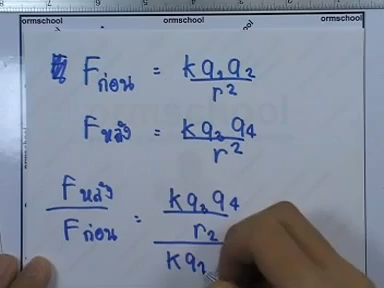 ormschool ormschool ormschool
F ก่อน = kq₁q₂/r²
ormschool
F หลัง = kq₃q₄/r²
F หลัง/F ก่อน = kq₃q₄/r₂/kq₁